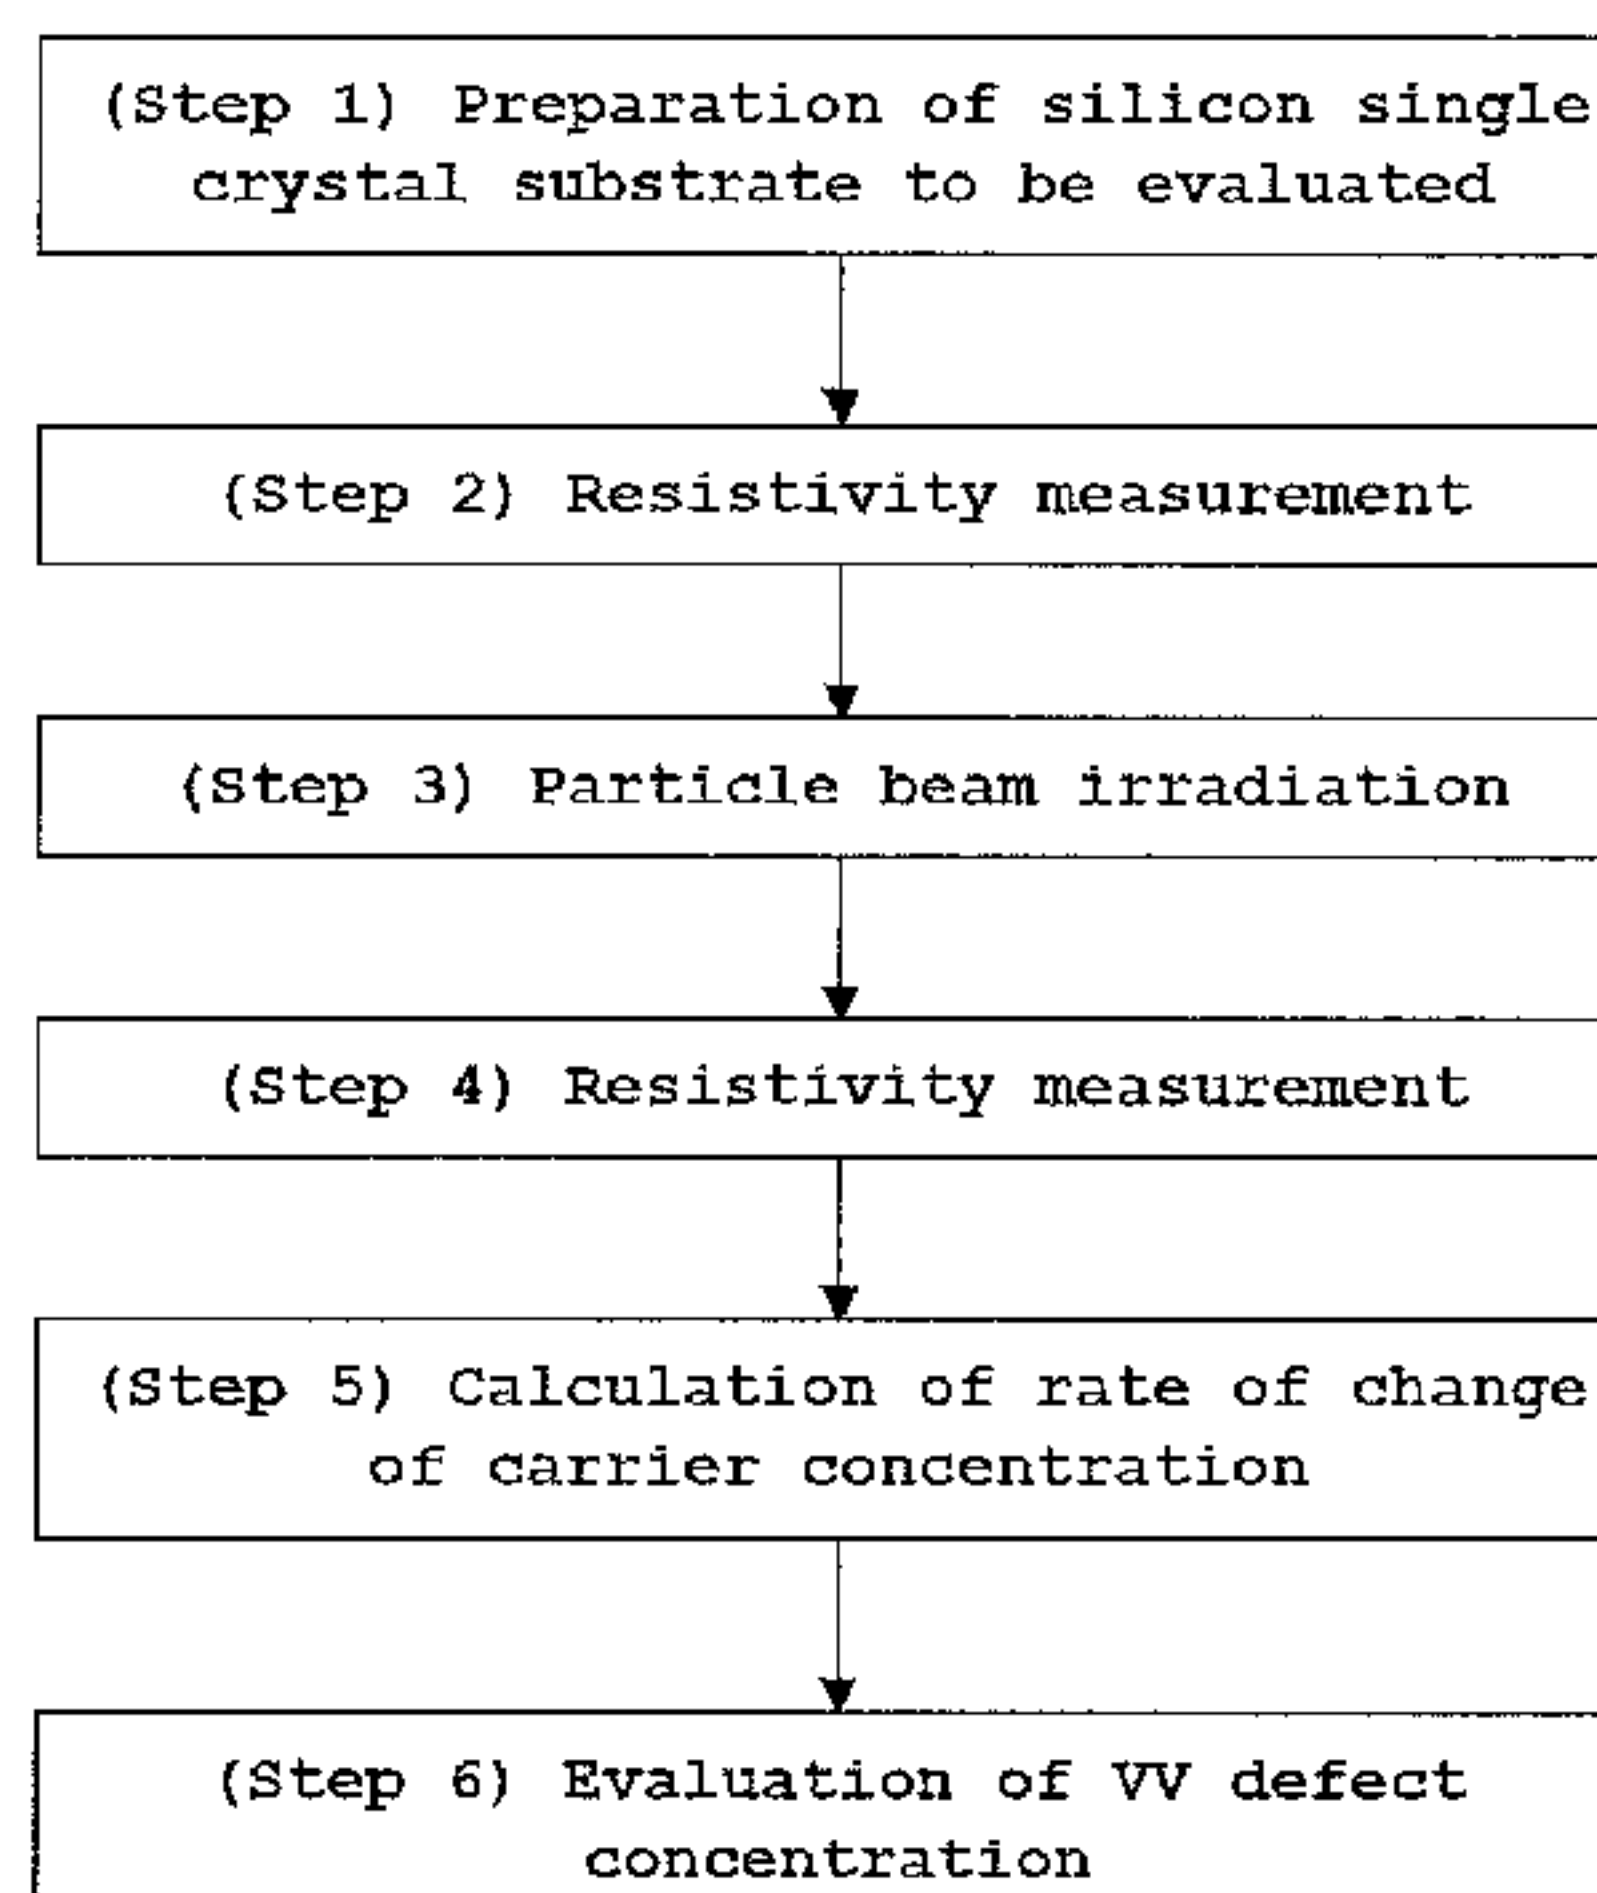 (Step 1) Preparation of silicon single
crystal substrate to be evaluated
(Step 2) Resistivity measurement
(Step 3) Particle beam irradiation
(Step 4) Resistivity measurement
(Step 5) Calculation of rate of change
of carrier concentration
(Step 6) Evaluation of VV defect
concentration